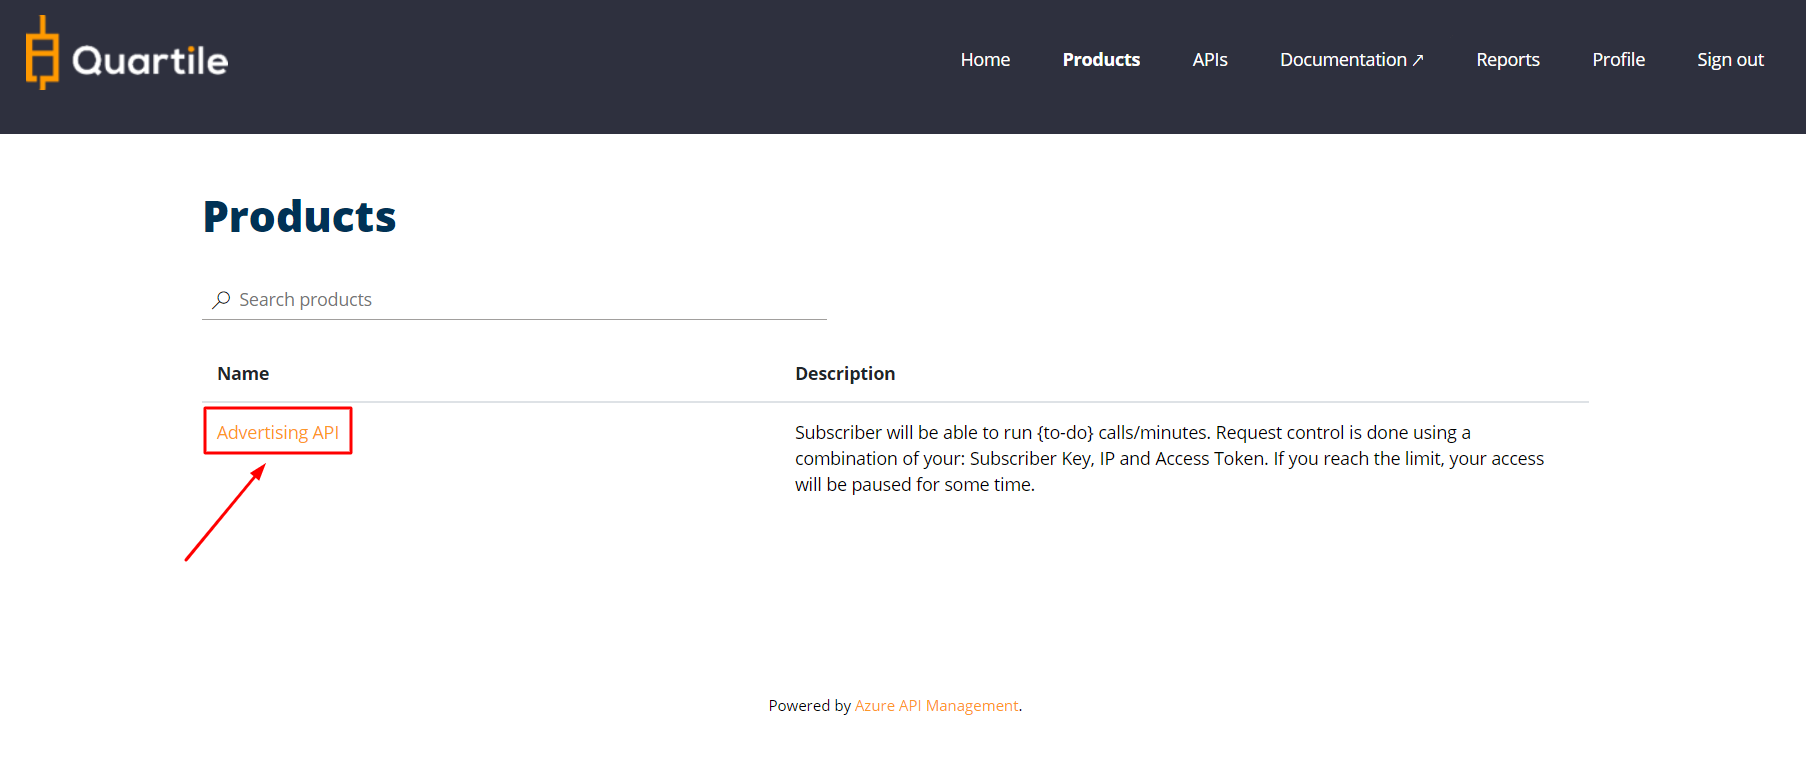 Quartile
Home Products APIs Documentation ↗ Reports Profile Sign out
Products
Search products
Name Description
Advertising API
Subscriber will be able to run {to-do} calls/minutes. Request control is done using a
combination of your: Subscriber Key, IP and Access Token. If you reach the limit, your access
will be paused for some time.
Powered by Azure API Management.